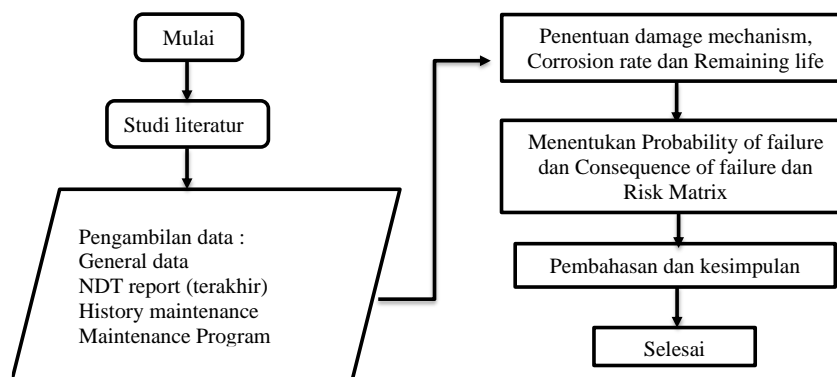 Mulai
Studi literatur
Pengambilan data :
General data
NDT report (terakhir)
History maintenance
Maintenance Program
Penentuan damage mechanism,
Corrosion rate dan Remaining life
Menentukan Probability of failure
dan Consequence of failure dan
Risk Matrix
Pembahasan dan kesimpulan
Selesai